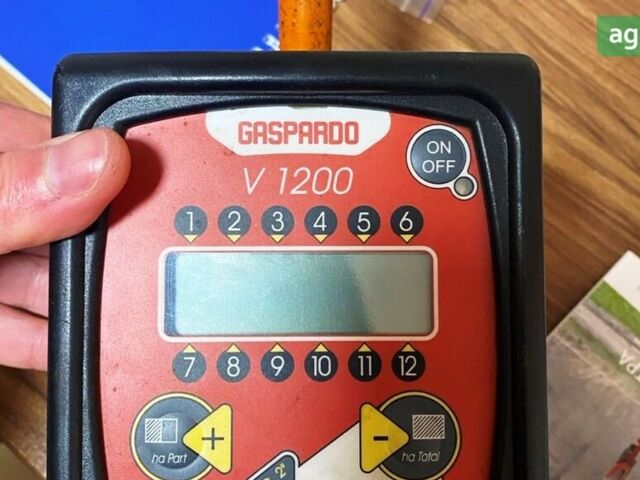 ag
GASPARDO
ON
OFF
V 1200
1 2 3 4 5 6
7 8 9 10 11 12
+ -
ha Part
ha Total